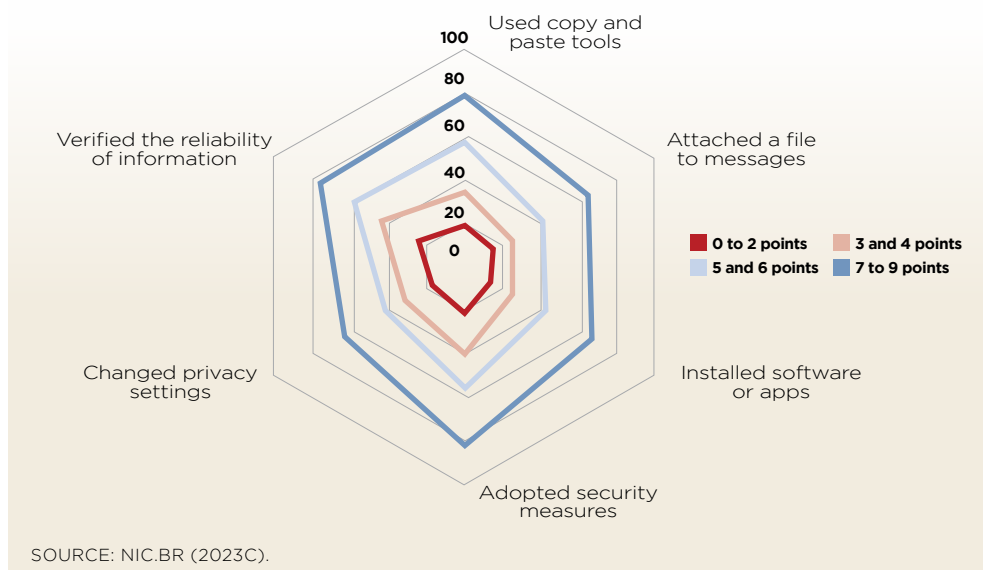 Used copy and
paste tools
100
80
60
40
20
0
Attached a file
to messages
Installed software
or apps
Adopted security
measures
Changed privacy
settings
Verified the reliability
of information
0 to 2 points
3 and 4 points
5 and 6 points
7 to 9 points
SOURCE: NIC.BR (2023C).